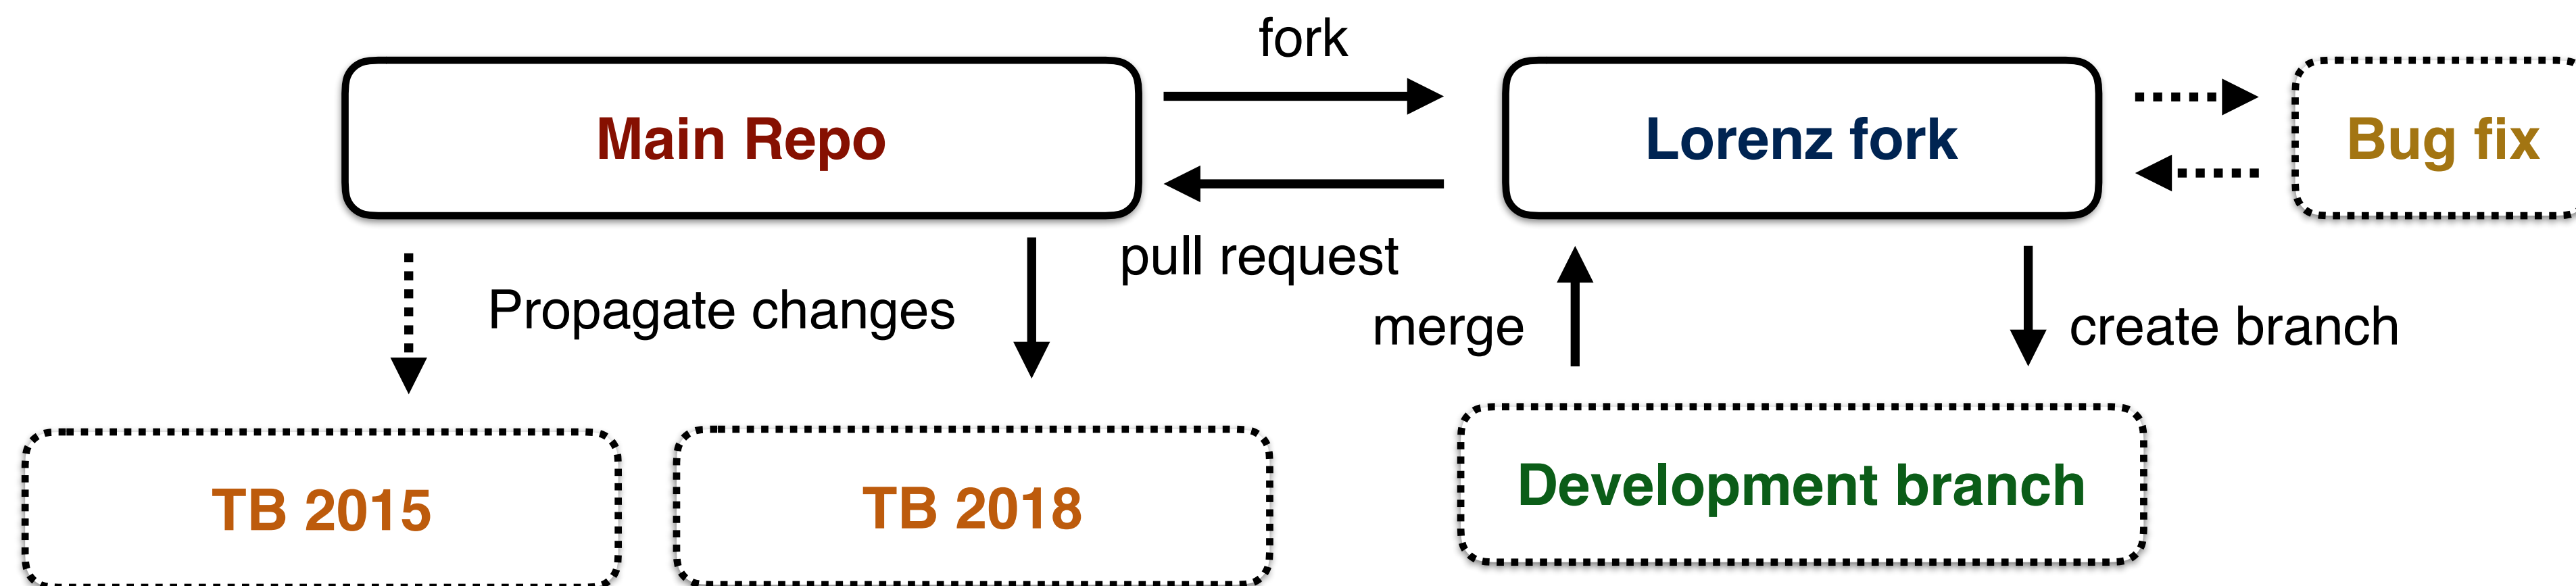 fork
Main Repo
Lorenz fork
Bug fix
pull request
Propagate changes
merge
create branch
TB 2015
TB 2018
Development branch